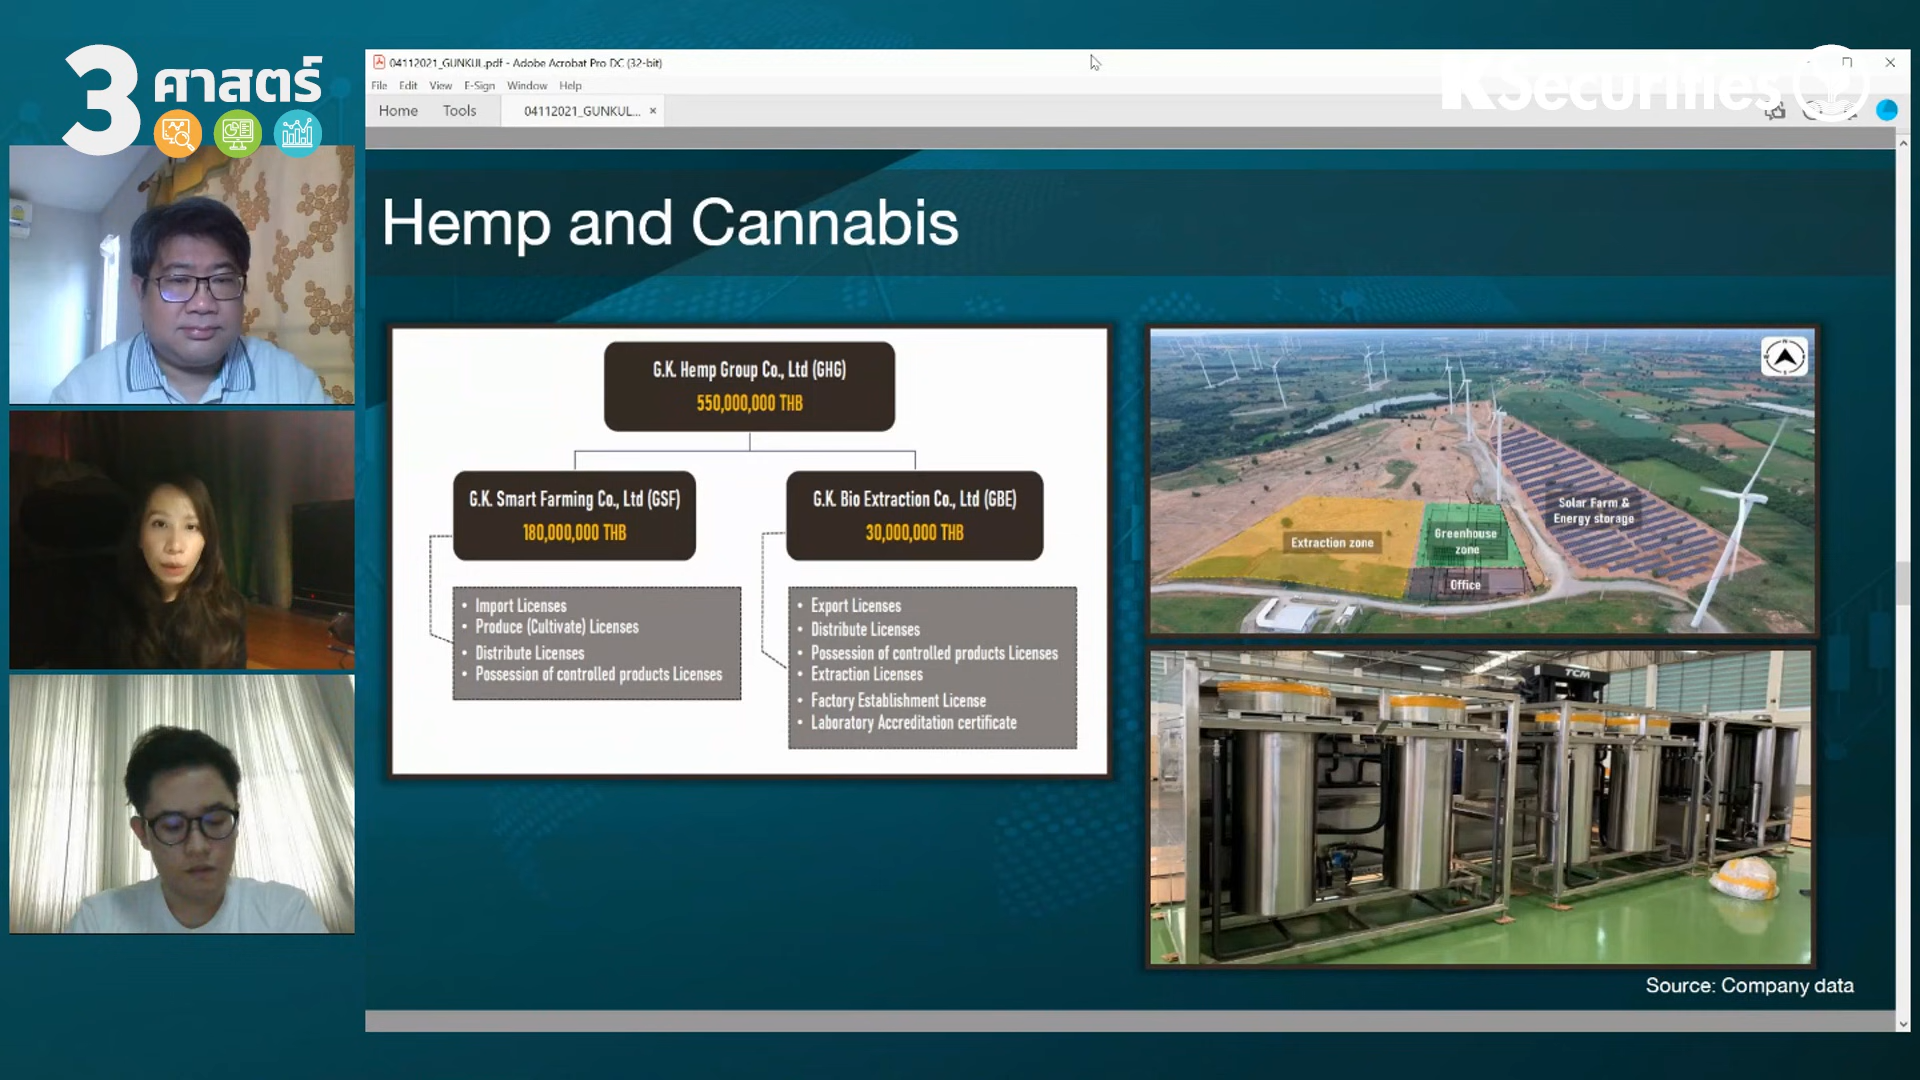 3 ศาสตร์
04112021_GUNKUL.pdf - Adobe Acrobat Pro DC (32-bit)
File Edit View E-Sign Window Help
Home Tools 04112021_GUNKUL... ×
KSecurities
Hemp and Cannabis
G.K. Hemp Group Co., Ltd (GHG)
550,000,000 THB
G.K. Smart Farming Co., Ltd (GSF)
180,000,000 THB
• Import Licenses
• Produce (Cultivate) Licenses
• Distribute Licenses
• Possession of controlled products Licenses
G.K. Bio Extraction Co., Ltd (GBE)
30,000,000 THB
• Export Licenses
• Distribute Licenses
• Possession of controlled products Licenses
• Extraction Licenses
• Factory Establishment License
• Laboratory Accreditation certificate
Extraction zone
Greenhouse
zone
Office
Solar Farm &
Energy storage
TCM
Source: Company data